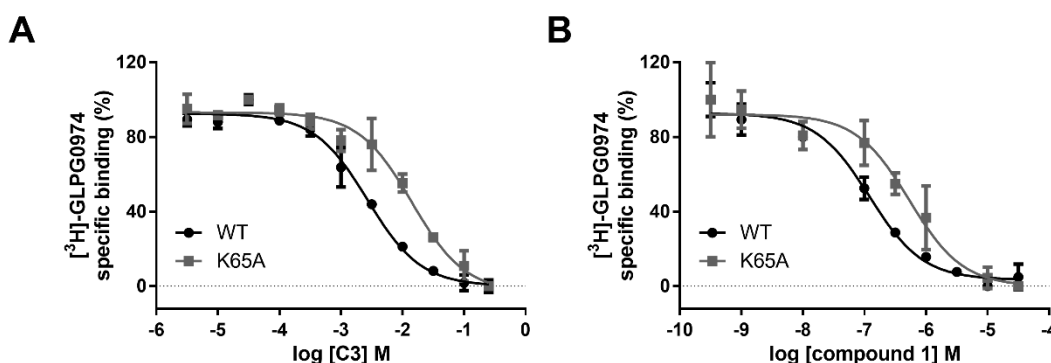 A
[³H]-GLPG0974
specific binding (%)
120
80
40
0
WT
K65A
-6 -5 -4 -3 -2 -1 0
log [C3] M
B
[³H]-GLPG0974
specific binding (%)
120
80
40
0
WT
K65A
-10 -9 -8 -7 -6 -5 -4
log [compound 1] M